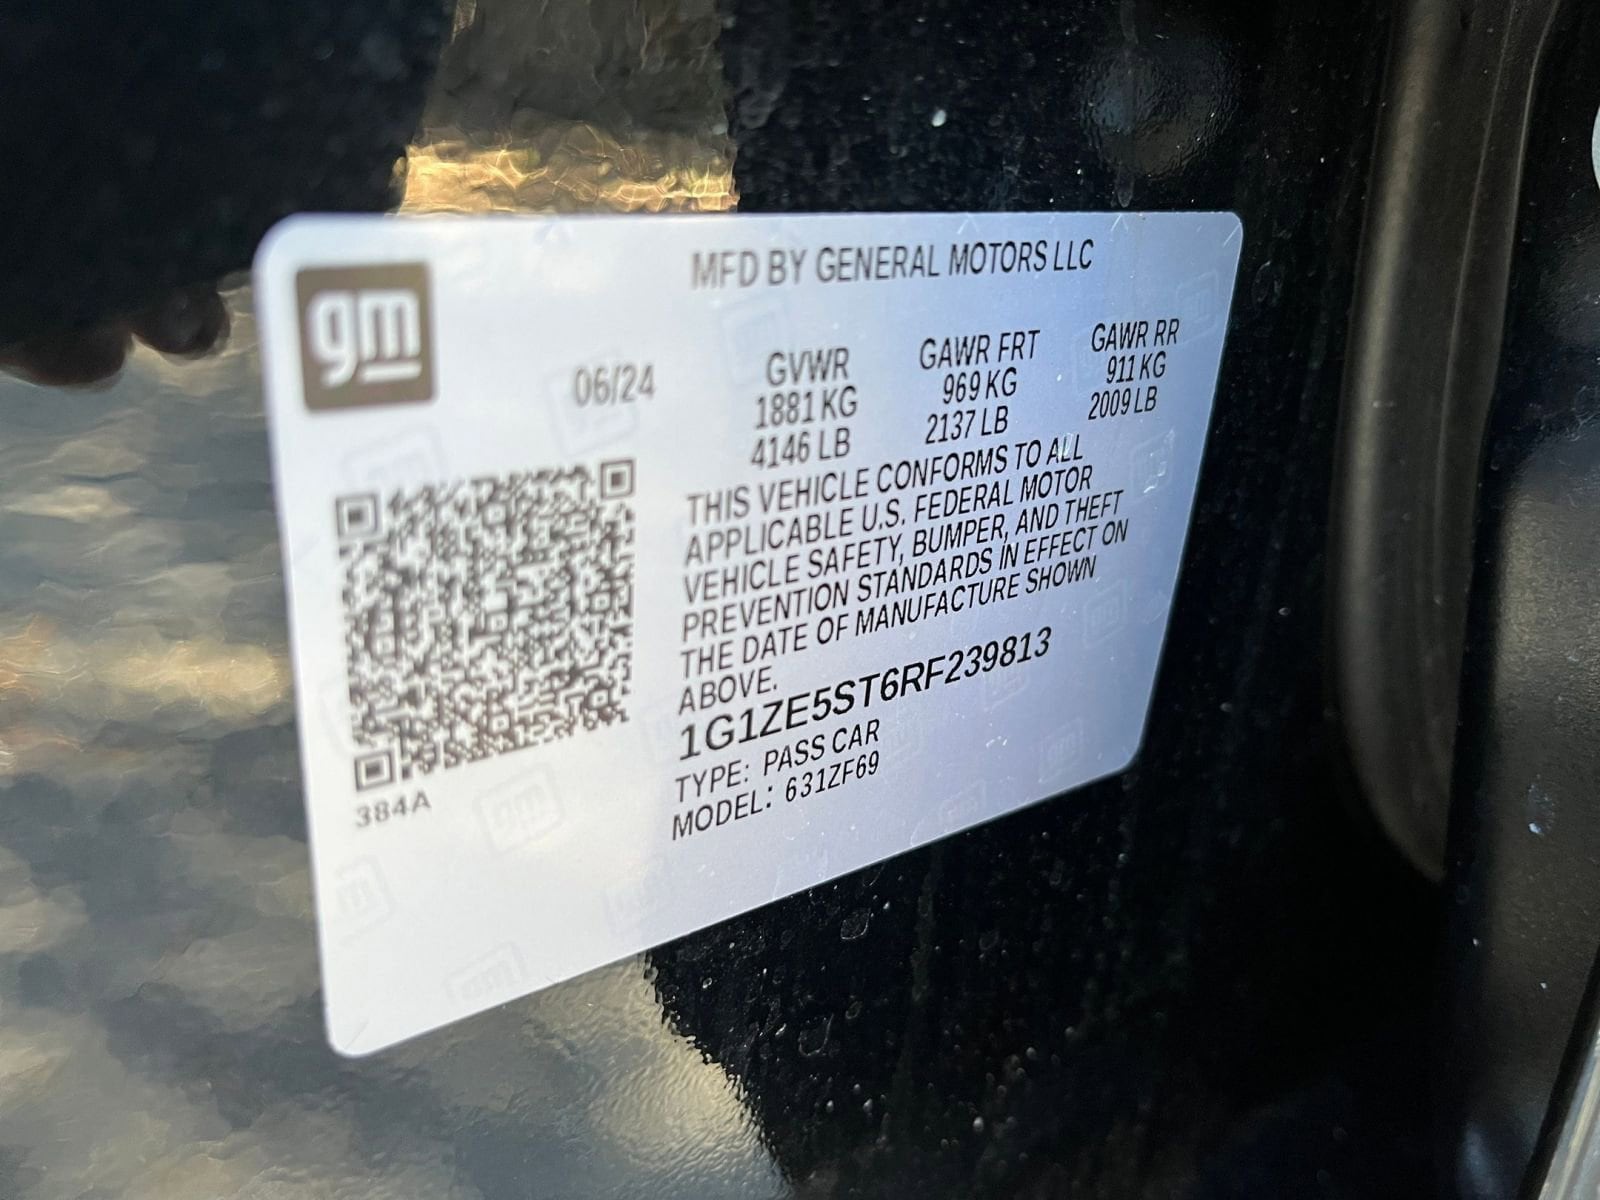 gm
MFD BY GENERAL MOTORS LLC
06/24
GVWR
1881 KG
4146 LB
GAWR FRT
969 KG
2137 LB
GAWR RR
911 KG
2009 LB
THIS VEHICLE CONFORMS TO ALL
APPLICABLE U.S. FEDERAL MOTOR
VEHICLE SAFETY, BUMPER, AND THEFT
PREVENTION STANDARDS IN EFFECT ON
THE DATE OF MANUFACTURE SHOWN
ABOVE.
1G1ZE5ST6RF239813
TYPE: PASS CAR
MODEL: 631ZF69
384A